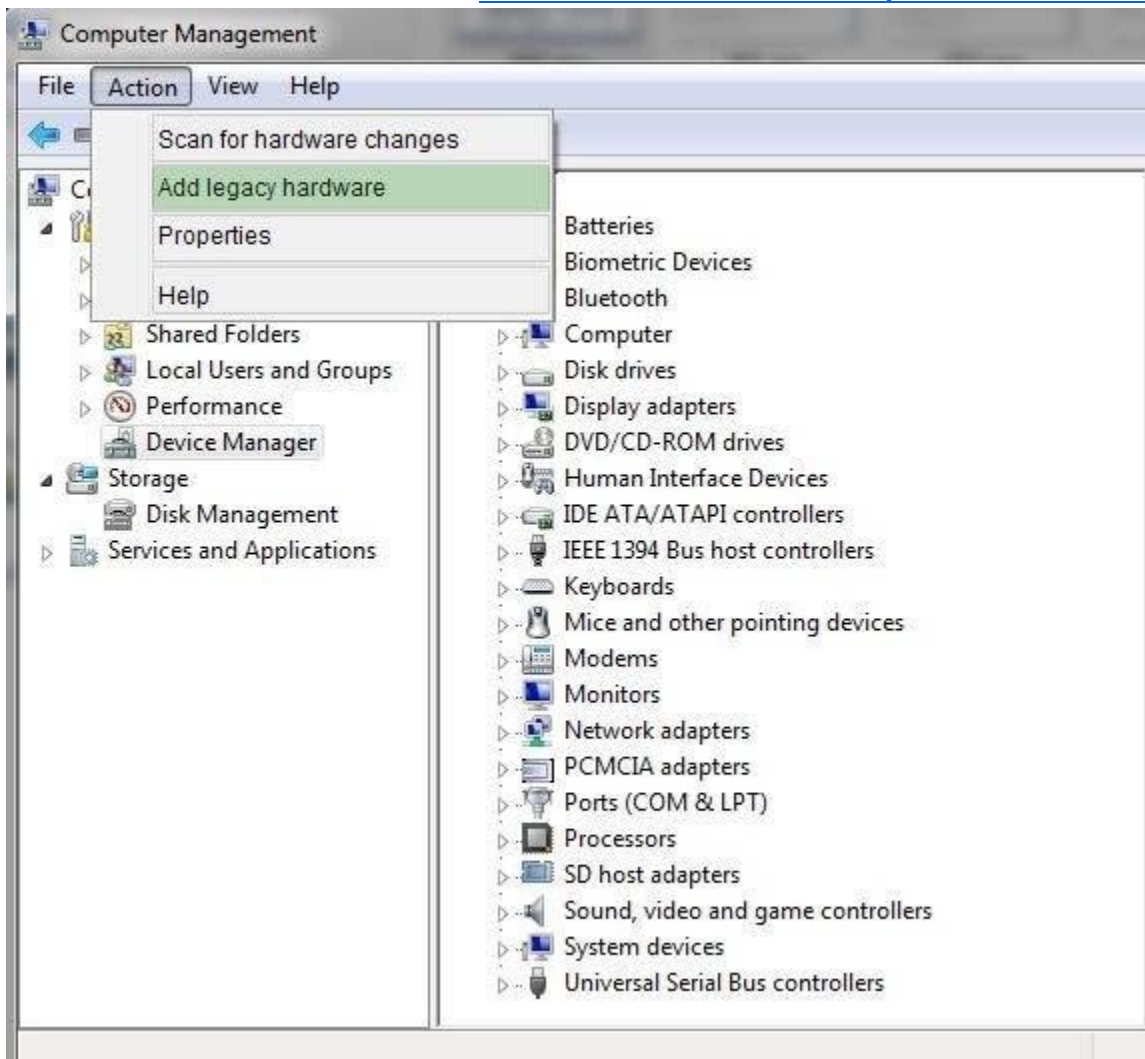 Computer Management
File Action View Help
Scan for hardware changes
Add legacy hardware
Properties
Help
Shared Folders
Local Users and Groups
Performance
Device Manager
Storage
Disk Management
Services and Applications
Batteries
Biometric Devices
Bluetooth
Computer
Disk drives
Display adapters
DVD/CD-ROM drives
Human Interface Devices
IDE ATA/ATAPI controllers
IEEE 1394 Bus host controllers
Keyboards
Mice and other pointing devices
Modems
Monitors
Network adapters
PCMCIA adapters
Ports (COM & LPT)
Processors
SD host adapters
Sound, video and game controllers
System devices
Universal Serial Bus controllers